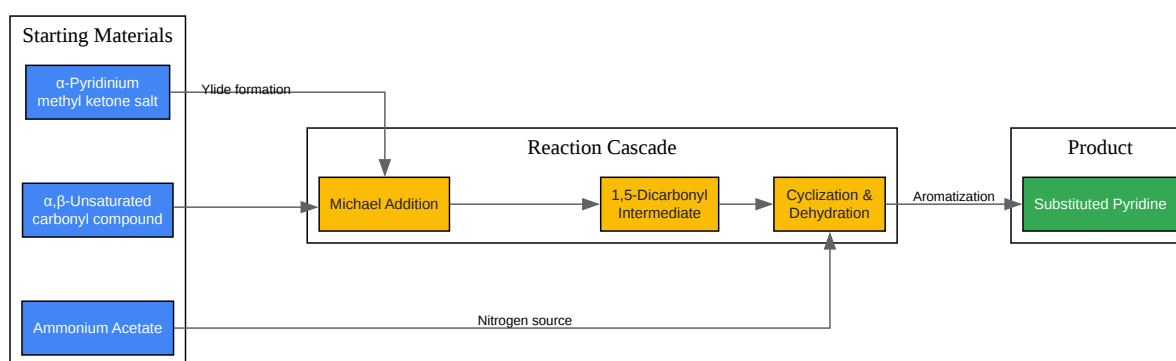 Starting Materials
α-Pyridinium
methyl ketone salt
Ylide formation
α,β-Unsaturated
carbonyl compound
Ammonium Acetate
Nitrogen source
Reaction Cascade
Michael Addition
1,5-Dicarbonyl
Intermediate
Cyclization &
Dehydration
Aromatization
Product
Substituted Pyridine